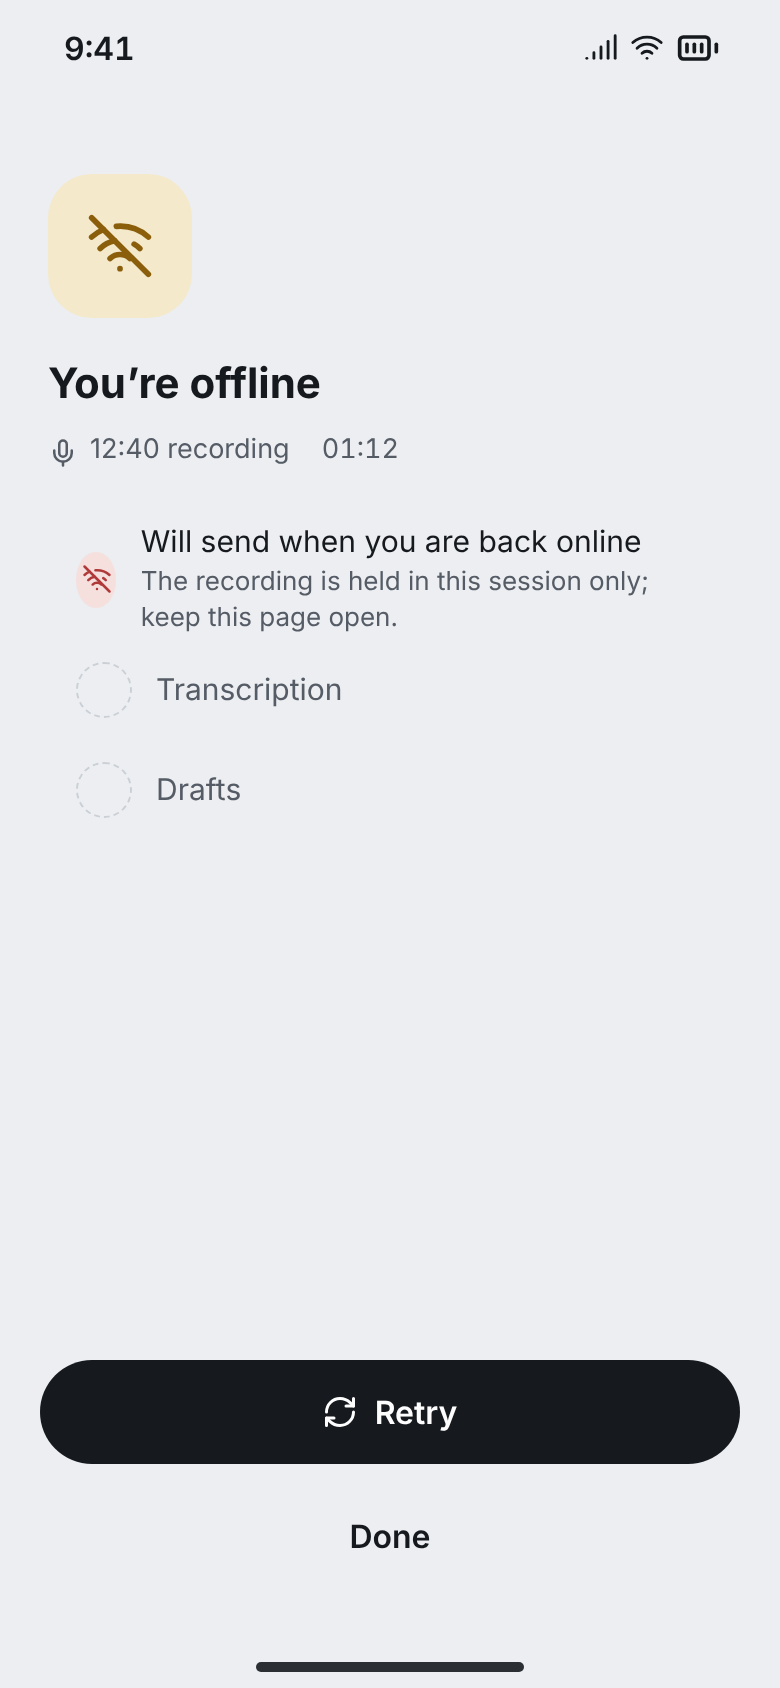 9:41
You’re offline
12:40 recording 01:12
Will send when you are back online
The recording is held in this session only;
keep this page open.
Transcription
Drafts
Retry
Done